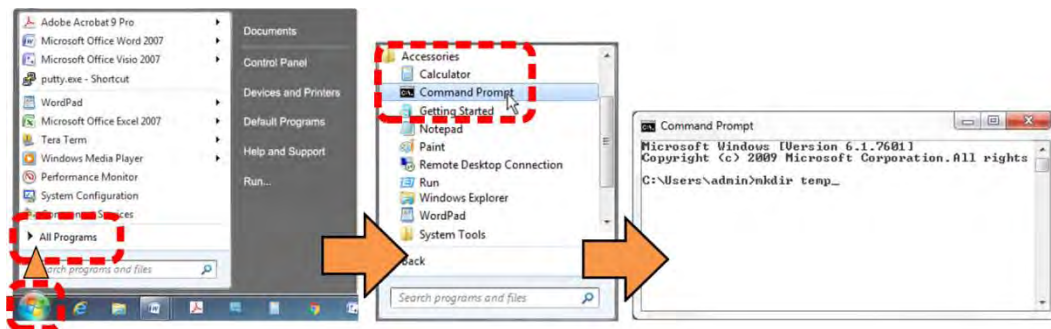 Adobe Acrobat 9 Pro
Microsoft Office Word 2007
Microsoft Office Visio 2007
putty.exe - Shortcut
WordPad
Microsoft Office Excel 2007
Tera Term
Windows Media Player
Performance Monitor
System Configuration
Component Services
All Programs
Search programs and files
Documents
Control Panel
Devices and Printers
Default Programs
Help and Support
Run...
Accessories
Calculator
Command Prompt
Getting Started
Notepad
Paint
Remote Desktop Connection
Run
Windows Explorer
WordPad
System Tools
Back
Search programs and files
Command Prompt
Microsoft Windows [Version 6.1.7601]
Copyright (c) 2009 Microsoft Corporation.All rights
C:\Users\admin>mkdir temp_